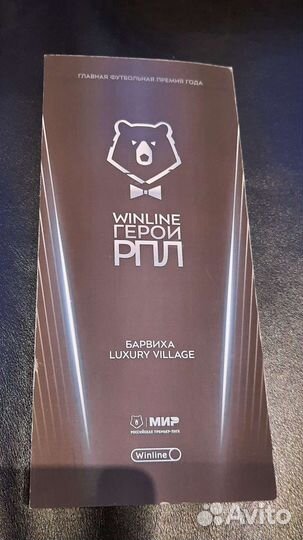 ГЛАВНАЯ ФУТБОЛЬНАЯ ПРЕМИЯ ГОДА
WINLINE
ГЕРОИ
РПЛ
БАРВИХА
LUXURY VILLAGE
МИР
РОССИЙСКАЯ ПРЕМЬЕР-ЛИГА
Winline
Avito